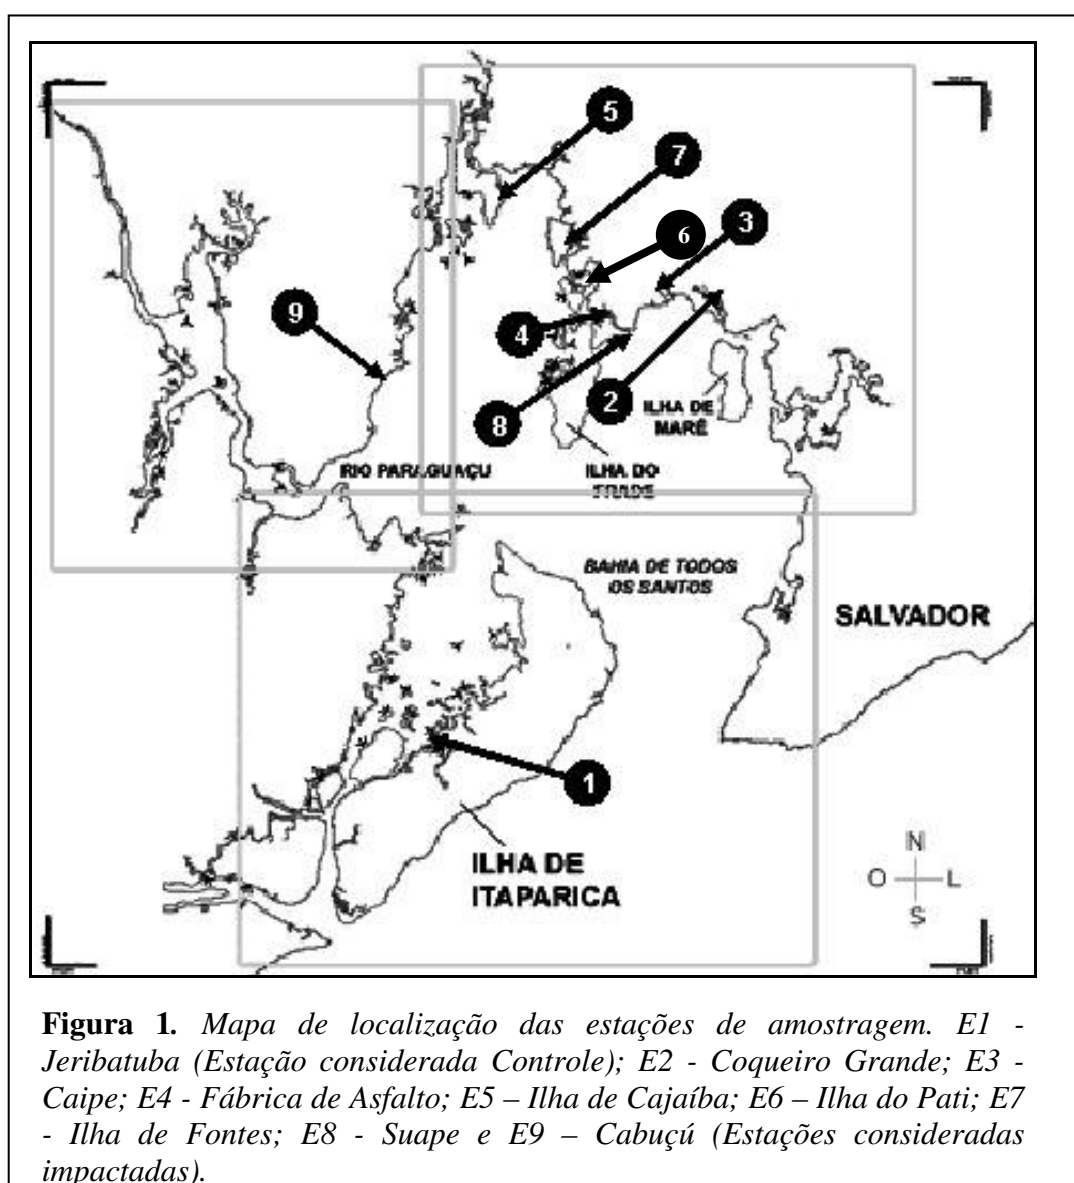 5
7
3
6
9
4
2
8
ILHA DE
MARÉ
RIO PARAGUAÇU
ILHA DO
FRADE
BAHIA DE TODOS
OS SANTOS
SALVADOR
1
ILHA DE
ITAPARICA
N
O L
S
Figura 1. Mapa de localização das estações de amostragem. E1 -
Jeribatuba (Estação considerada Controle); E2 - Coqueiro Grande; E3 -
Caipe; E4 - Fábrica de Asfalto; E5 – Ilha de Cajaíba; E6 – Ilha do Pati; E7
- Ilha de Fontes; E8 - Suape e E9 – Cabuçú (Estações consideradas
impactadas).